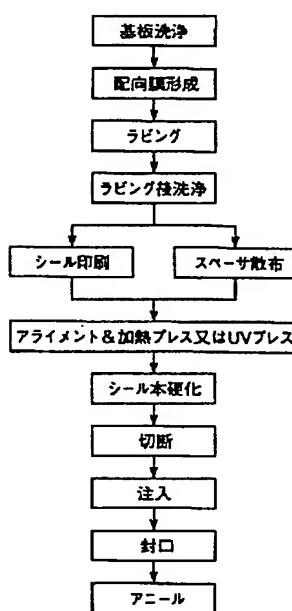 基板洗浄
配向膜形成
ラビング
ラビング後洗浄
シール印刷
スペーサ散布
アライメント&加熱プレス又はUVプレス
シール本硬化
切断
注入
封口
アニール